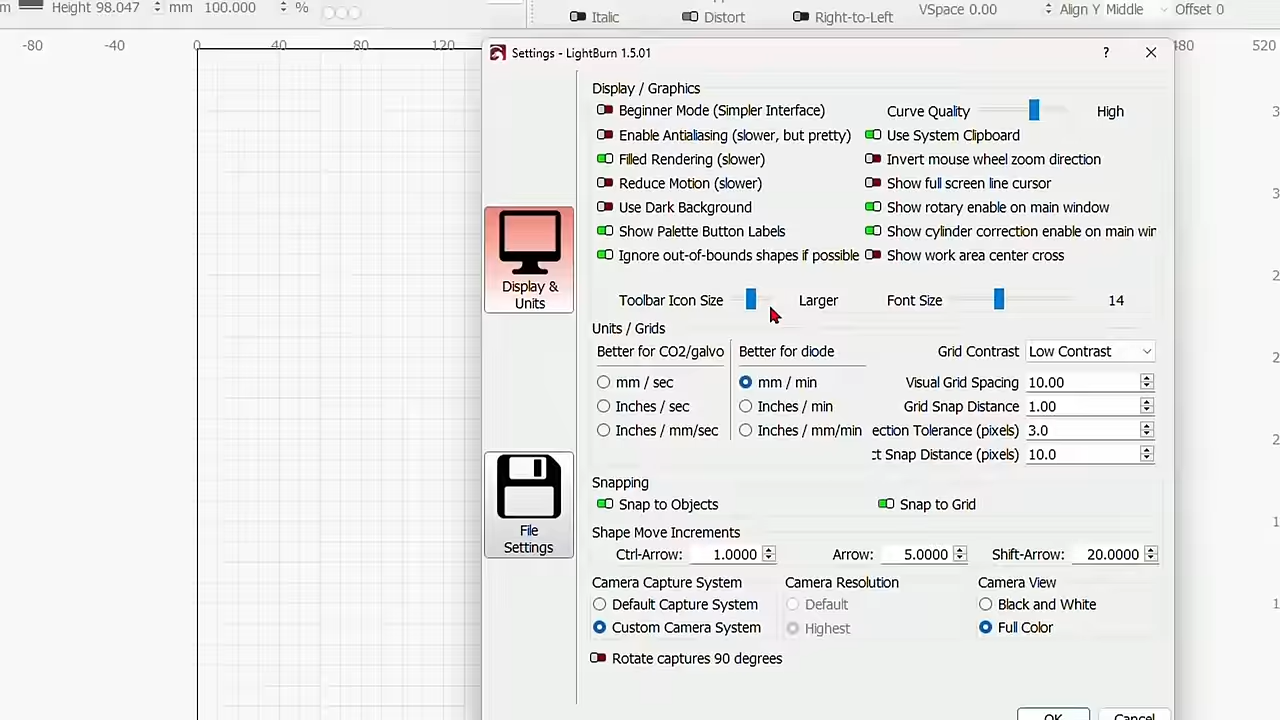 m Height 98.047 mm 100.000 %
Italic Distort Right-to-Left VSpace 0.00 Align Y Middle Offset 0
-80 -40 0 40 80 120 480 520
Settings - LightBurn 1.5.01 ?
Display / Graphics
Beginner Mode (Simpler Interface) Curve Quality High
Enable Antialiasing (slower, but pretty) Use System Clipboard
Filled Rendering (slower) Invert mouse wheel zoom direction
Reduce Motion (slower) Show full screen line cursor
Use Dark Background Show rotary enable on main window
Show Palette Button Labels Show cylinder correction enable on main wir
Ignore out-of-bounds shapes if possible Show work area center cross
Display &
Units
Toolbar Icon Size Larger Font Size 14
Units / Grids
Better for CO2/galvo Better for diode Grid Contrast Low Contrast
mm / sec mm / min Visual Grid Spacing 10.00
Inches / sec Inches / min Grid Snap Distance 1.00
Inches / mm/sec Inches / mm/min ection Tolerance (pixels) 3.0
ct Snap Distance (pixels) 10.0
Snapping
Snap to Objects Snap to Grid
File
Settings
Shape Move Increments
Ctrl-Arrow: 1.0000 Arrow: 5.0000 Shift-Arrow: 20.0000
Camera Capture System Camera Resolution Camera View
Default Capture System Default Black and White
Custom Camera System Highest Full Color
Rotate captures 90 degrees
OK Cancel